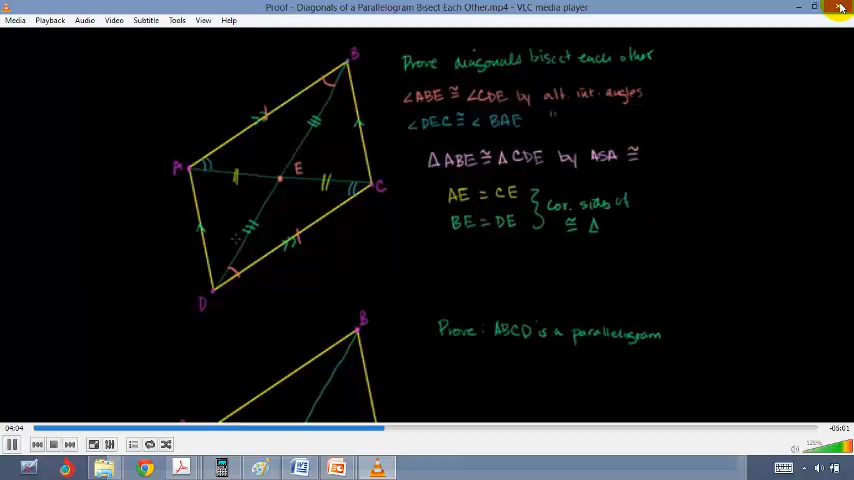 Proof - Diagonals of a Parallelogram Bisect Each Other.mp4 - VLC media player
Media Playback Audio Video Subtitle Tools View Help
B
A
E
C
D
Prove diagonals bisect each other
∠ABE ≅ ∠CDE by alt. int. angles
∠DEC ≅ ∠BAE "
ΔABE ≅ ΔCDE by ASA ≅
AE = CE
BE = DE
cor. sides of
≅ Δ
B
Prove: ABCD is a parallelogram
04:04
-05:01
125%